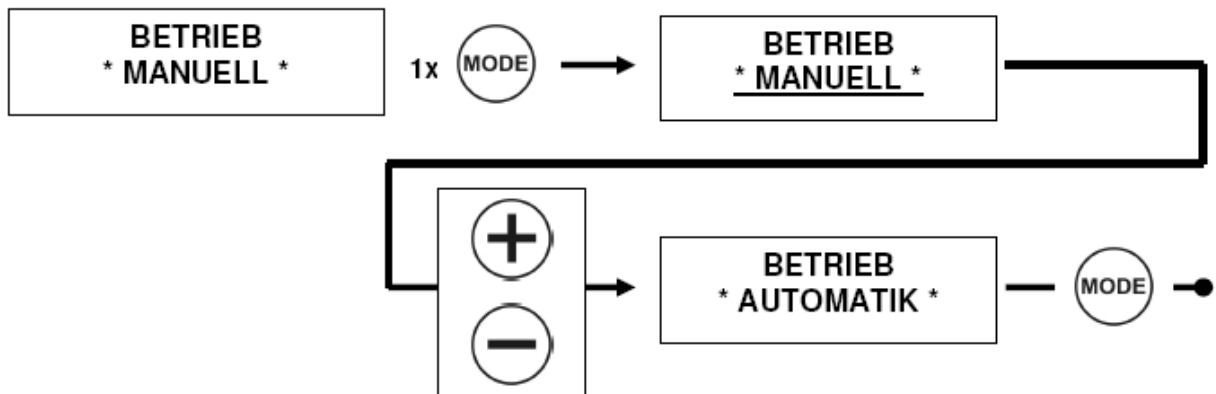 BETRIEB
* MANUELL *
1x
MODE
BETRIEB
* MANUELL *
+
−
BETRIEB
* AUTOMATIK *
MODE